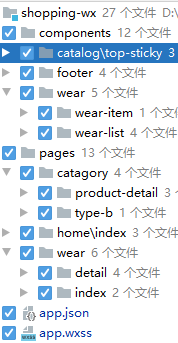 shopping-wx 27 个文件 D:\
components 12 个文件
catalog\top-sticky 3
footer 4 个文件
wear 5 个文件
wear-item 1 个文件
wear-list 4 个文件
pages 13 个文件
catagory 4 个文件
product-detail 3
type-b 1 个文件
home\index 3 个文件
wear 6 个文件
detail 4 个文件
index 2 个文件
app.json
app.wxss